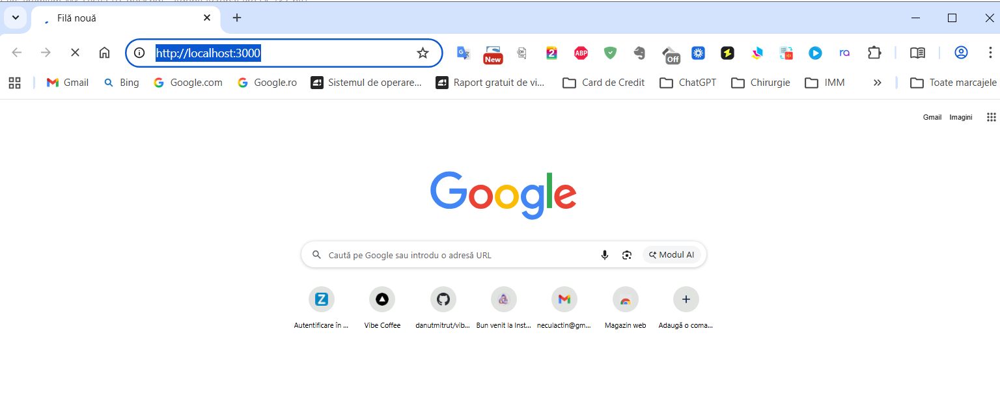 Filă nouă
http://localhost:3000
New
2
ABP
Off
ra
Gmail
Bing
Google.com
Google.ro
Sistemul de operare...
Raport gratuit de vi...
Card de Credit
ChatGPT
Chirurgie
IMM
Toate marcajele
Gmail
Imagini
Google
Caută pe Google sau introdu o adresă URL
Modul AI
Z
Autentificare în ...
Vibe Coffee
danutmitrut/vib...
Bun venit la Inst...
neculactin@gm...
Magazin web
Adaugă o coma...